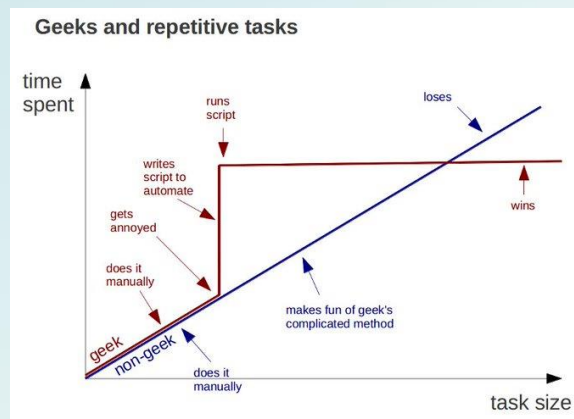 Geeks and repetitive tasks
time
spent
runs
script
loses
writes
script to
automate
gets
annoyed
wins
does it
manually
makes fun of geek's
complicated method
geek
non-geek
does it
manually
task size